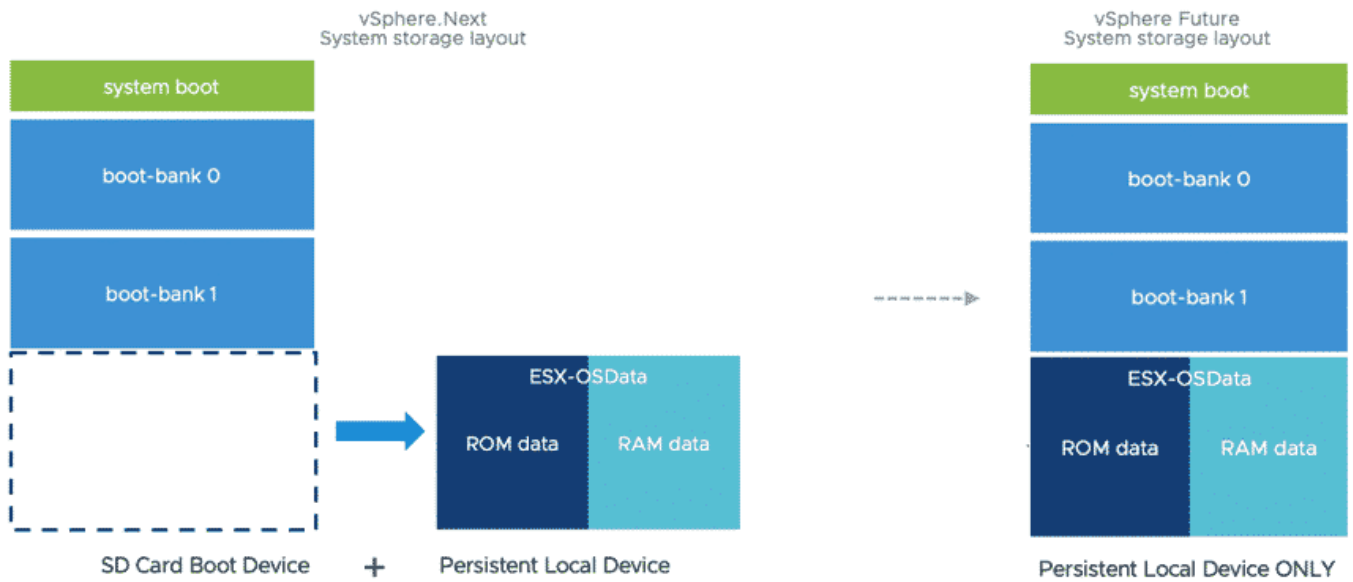 vSphere.Next
System storage layout
system boot
boot-bank 0
boot-bank 1
ESX-OSData
ROM data
RAM data
SD Card Boot Device + Persistent Local Device
vSphere Future
System storage layout
system boot
boot-bank 0
boot-bank 1
ESX-OSData
ROM data
RAM data
Persistent Local Device ONLY